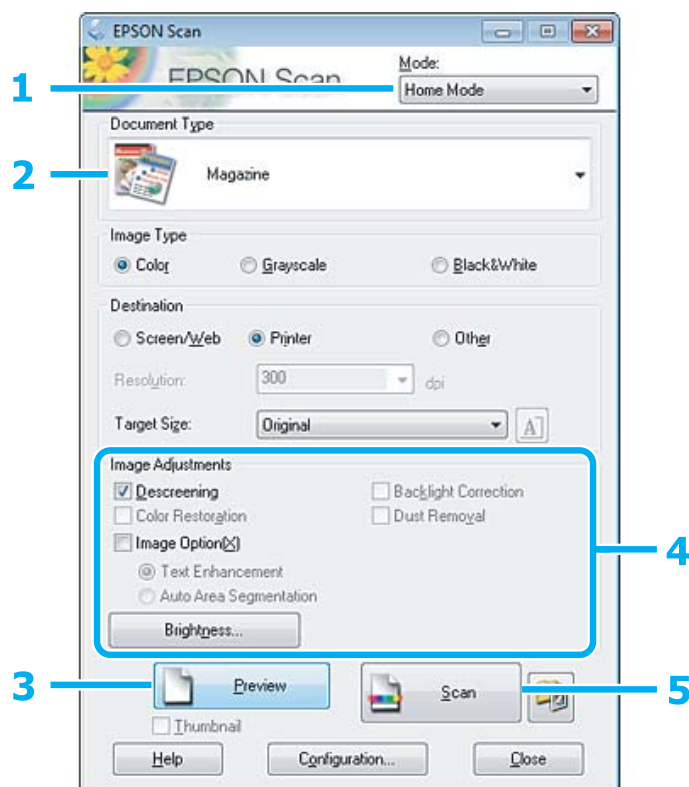 EPSON Scan
EPSON Scan
Mode:
1
Home Mode
Document Type
2
Magazine
Image Type
Color
Grayscale
Black&White
Destination
Screen/Web
Printer
Other
Resolution:
300
dpi
Target Size:
Original
A
Image Adjustments
Descreening
Backlight Correction
Color Restoration
Dust Removal
Image Option(X)
4
Text Enhancement
Auto Area Segmentation
Brightness...
3
Preview
Scan
5
Thumbnail
Help
Configuration...
Close